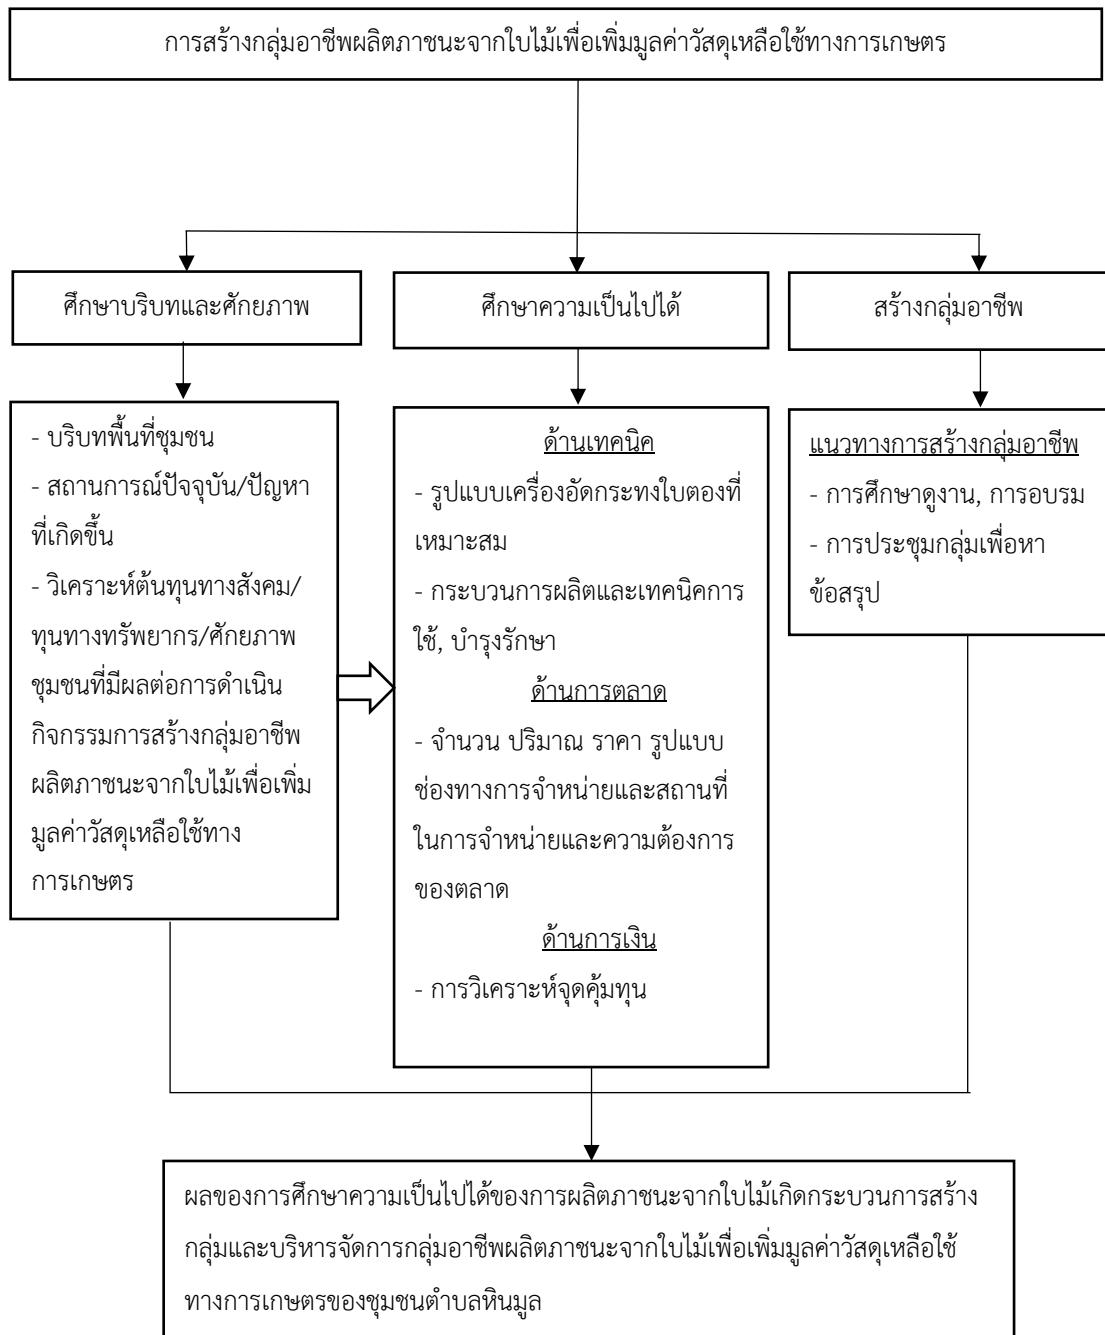 การสร้างกลุ่มอาชีพผลิตภาชนะจากใบไม้เพื่อเพิ่มมูลค่าวัสดุเหลือใช้ทางการเกษตร
ศึกษาบริบทและศักยภาพ
ศึกษาความเป็นไปได้
สร้างกลุ่มอาชีพ
- บริบทพื้นที่ชุมชน
- สถานการณ์ปัจจุบัน/ปัญหา
ที่เกิดขึ้น
- วิเคราะห์ต้นทุนทางสังคม/
ทุนทางทรัพยากร/ศักยภาพ
ชุมชนที่มีผลต่อการดำเนิน
กิจกรรมการสร้างกลุ่มอาชีพ
ผลิตภาชนะจากใบไม้เพื่อเพิ่ม
มูลค่าวัสดุเหลือใช้ทาง
การเกษตร
ด้านเทคนิค
- รูปแบบเครื่องอัดกระทงใบตองที่
เหมาะสม
- กระบวนการผลิตและเทคนิคการ
ใช้, บำรุงรักษา
ด้านการตลาด
- จำนวน ปริมาณ ราคา รูปแบบ
ช่องทางการจำหน่ายและสถานที่
ในการจำหน่ายและความต้องการ
ของตลาด
ด้านการเงิน
- การวิเคราะห์จุดคุ้มทุน
แนวทางการสร้างกลุ่มอาชีพ
- การศึกษาดูงาน, การอบรม
- การประชุมกลุ่มเพื่อหา
ข้อสรุป
ผลของการศึกษาความเป็นไปได้ของการผลิตภาชนะจากใบไม้เกิดกระบวนการสร้าง
กลุ่มและบริหารจัดการกลุ่มอาชีพผลิตภาชนะจากใบไม้เพื่อเพิ่มมูลค่าวัสดุเหลือใช้
ทางการเกษตรของชุมชนตำบลหินมูล